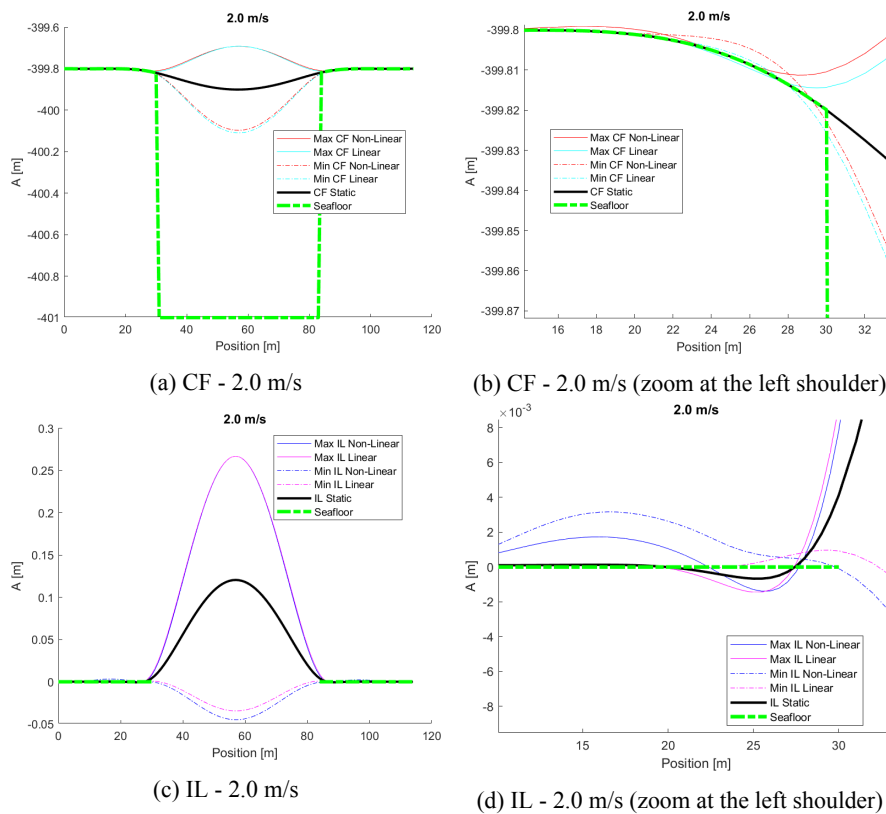 2.0 m/s
A [m]
-399.6
-399.8
-400
-400.2
-400.4
-400.6
-400.8
-401
Max CF Non-Linear
Max CF Linear
Min CF Non-Linear
Min CF Linear
CF Static
Seafloor
0 20 40 60 80 100 120
Position [m]
(a) CF - 2.0 m/s
2.0 m/s
A [m]
-399.8
-399.81
-399.82
-399.83
-399.84
-399.85
-399.86
-399.87
Max CF Non-Linear
Max CF Linear
Min CF Non-Linear
Min CF Linear
CF Static
Seafloor
16 18 20 22 24 26 28 30 32
Position [m]
(b) CF - 2.0 m/s (zoom at the left shoulder)
2.0 m/s
A [m]
0.3
0.25
0.2
0.15
0.1
0.05
0
-0.05
Max IL Non-Linear
Max IL Linear
Min IL Non-Linear
Min IL Linear
IL Static
Seafloor
0 20 40 60 80 100 120
Position [m]
(c) IL - 2.0 m/s
2.0 m/s
×10⁻³
A [m]
8
6
4
2
0
-2
-4
-6
-8
Max IL Non-Linear
Max IL Linear
Min IL Non-Linear
Min IL Linear
IL Static
Seafloor
15 20 25 30
Position [m]
(d) IL - 2.0 m/s (zoom at the left shoulder)